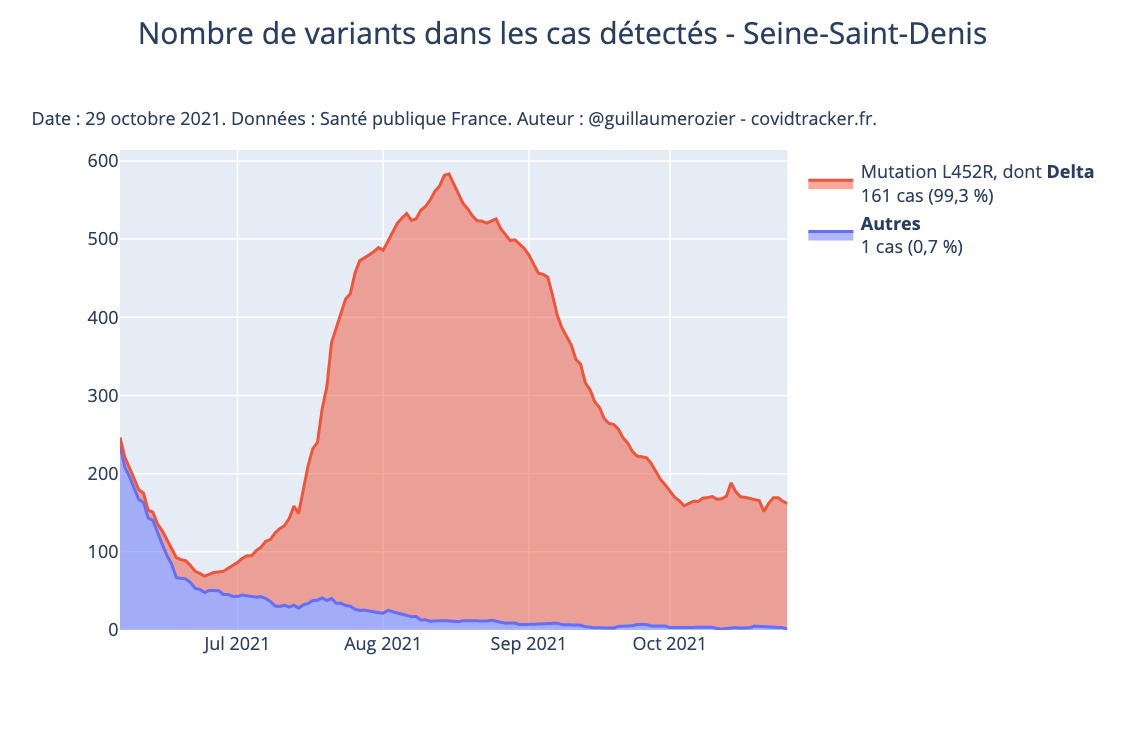 Nombre de variants dans les cas détectés - Seine-Saint-Denis
Date : 29 octobre 2021. Données : Santé publique France. Auteur : @guillaumerozier - covidtracker.fr.
600
500
400
300
200
100
0
Jul 2021
Aug 2021
Sep 2021
Oct 2021
Mutation L452R, dont Delta
161 cas (99,3 %)
Autres
1 cas (0,7 %)